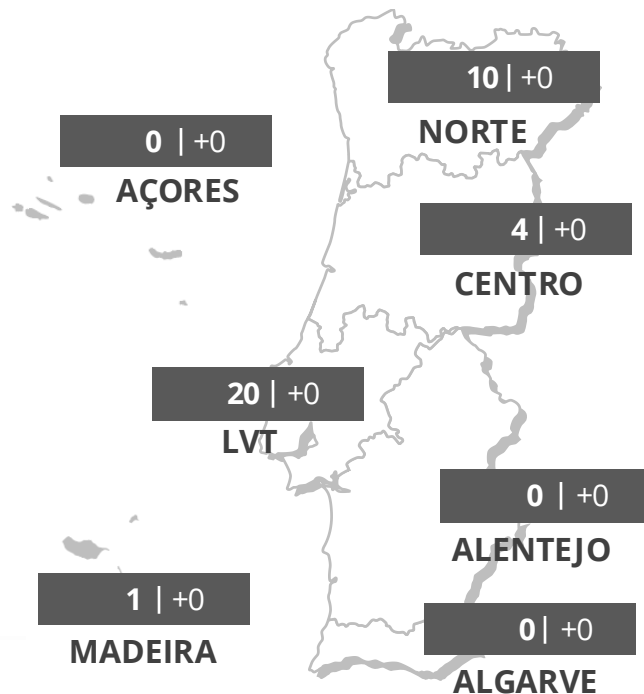 10 | +0
NORTE
0 | +0
AÇORES
4 | +0
CENTRO
20 | +0
LVT
0 | +0
ALENTEJO
1 | +0
MADEIRA
0 | +0
ALGARVE